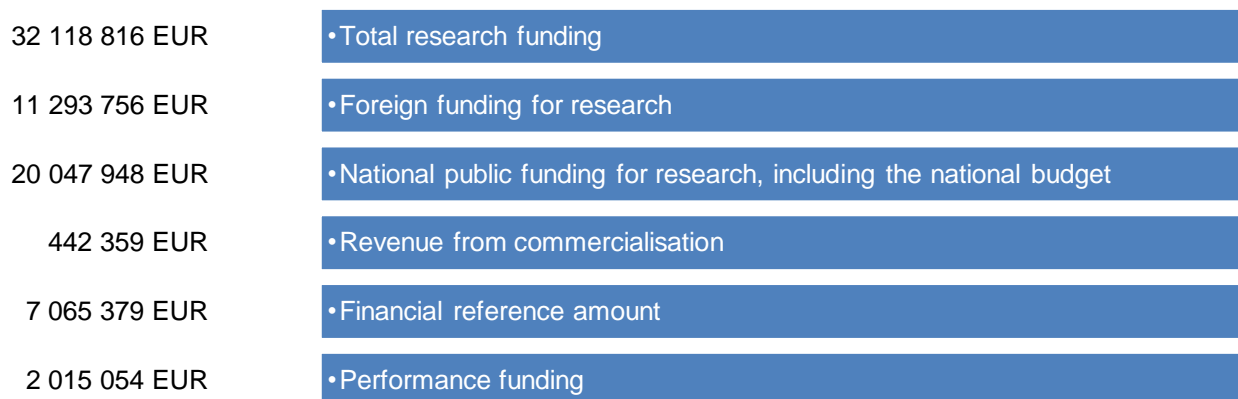 32 118 816 EUR •Total research funding
11 293 756 EUR •Foreign funding for research
20 047 948 EUR •National public funding for research, including the national budget
442 359 EUR •Revenue from commercialisation
7 065 379 EUR •Financial reference amount
2 015 054 EUR •Performance funding